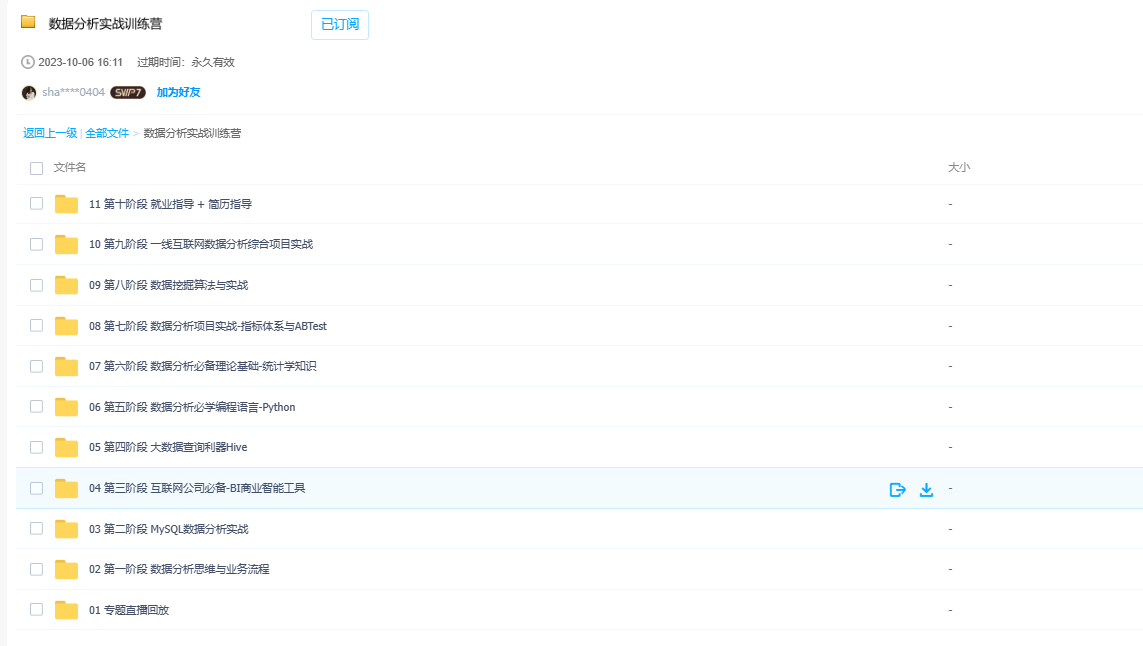 数据分析实战训练营 已订阅
2023-10-06 16:11 过期时间: 永久有效
sha****0404 SVIP7 加为好友
返回上一级 | 全部文件 > 数据分析实战训练营
文件名 大小
11 第十阶段 就业指导 + 简历指导 -
10 第九阶段 一线互联网数据分析综合项目实战 -
09 第八阶段 数据挖掘算法与实战 -
08 第七阶段 数据分析项目实战-指标体系与ABTest -
07 第六阶段 数据分析必备理论基础-统计学知识 -
06 第五阶段 数据分析必学编程语言-Python -
05 第四阶段 大数据查询利器Hive -
04 第三阶段 互联网公司必备-BI商业智能工具 -
03 第二阶段 MySQL数据分析实战 -
02 第一阶段 数据分析思维与业务流程 -
01 专题直播回放 -